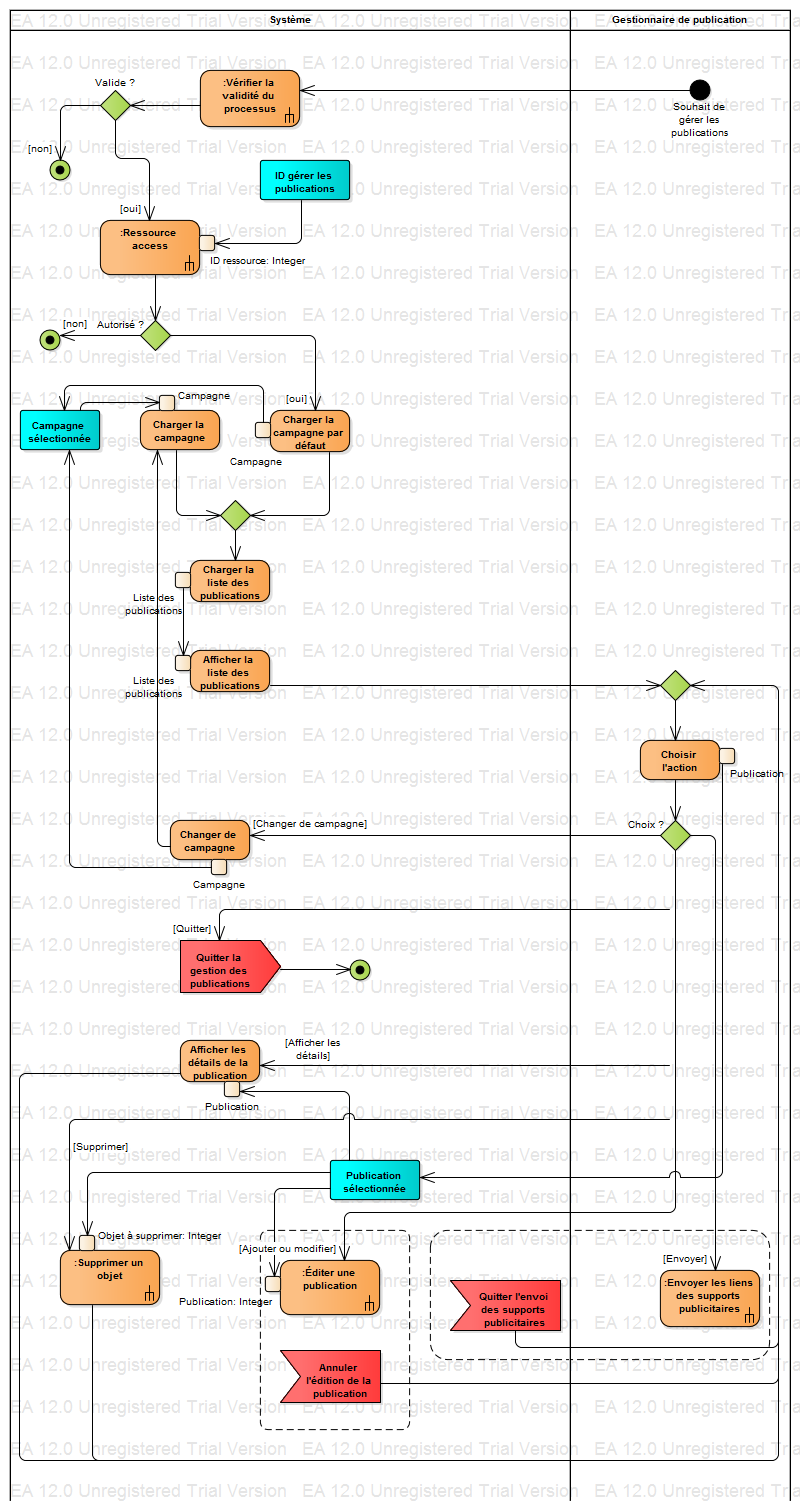 Système
Gestionnaire de publication
EA 12.0 Unregistered Trial Version
Souhait de
gérer les
publications
:Vérifier la
validité du
processus
Valide ?
[non]
ID gérer les
publications
[oui]
:Ressource
access
ID ressource: Integer
[non]
Autorisé ?
[oui]
Campagne
Campagne
sélectionnée
Charger la
campagne
Charger la
campagne par
défaut
Campagne
Charger la
liste des
publications
Liste des
publications
Afficher la
liste des
publications
Liste des
publications
Choisir
l'action
Publication
Choix ?
[Changer de campagne]
Changer de
campagne
Campagne
[Quitter]
Quitter la
gestion des
publications
[Afficher les
détails]
Afficher les
détails de la
publication
Publication
[Supprimer]
Publication
sélectionnée
Objet à supprimer: Integer
:Supprimer un
objet
[Ajouter ou modifier]
:Éditer une
publication
Publication: Integer
[Envoyer]
:Envoyer les liens
des supports
publicitaires
Quitter l'envoi
des supports
publicitaires
Annuler
l'édition de la
publication